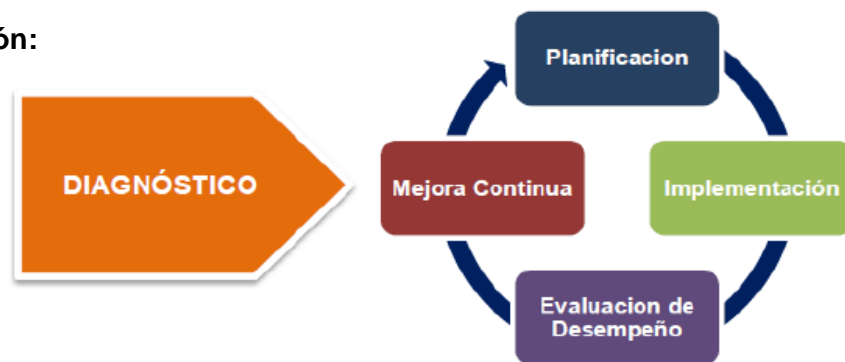 ón:
DIAGNÓSTICO
Planificacion
Mejora Continua
Implementación
Evaluacion de
Desempeño